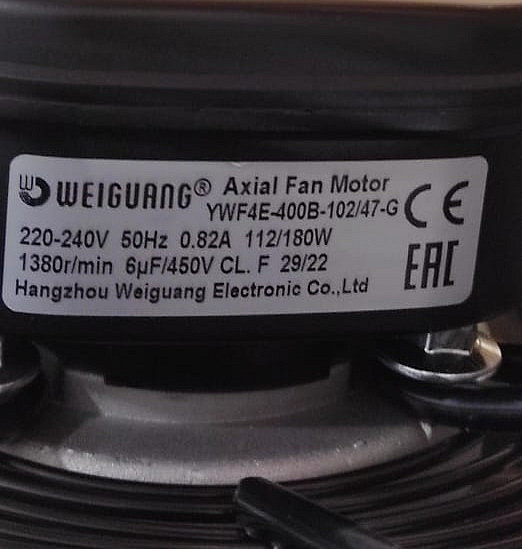 WEIGUANG® Axial Fan Motor
YWF4E-400B-102/47-G CE
220-240V 50Hz 0.82A 112/180W
1380r/min 6µF/450V CL. F 29/22 EAC
Hangzhou Weiguang Electronic Co.,Ltd